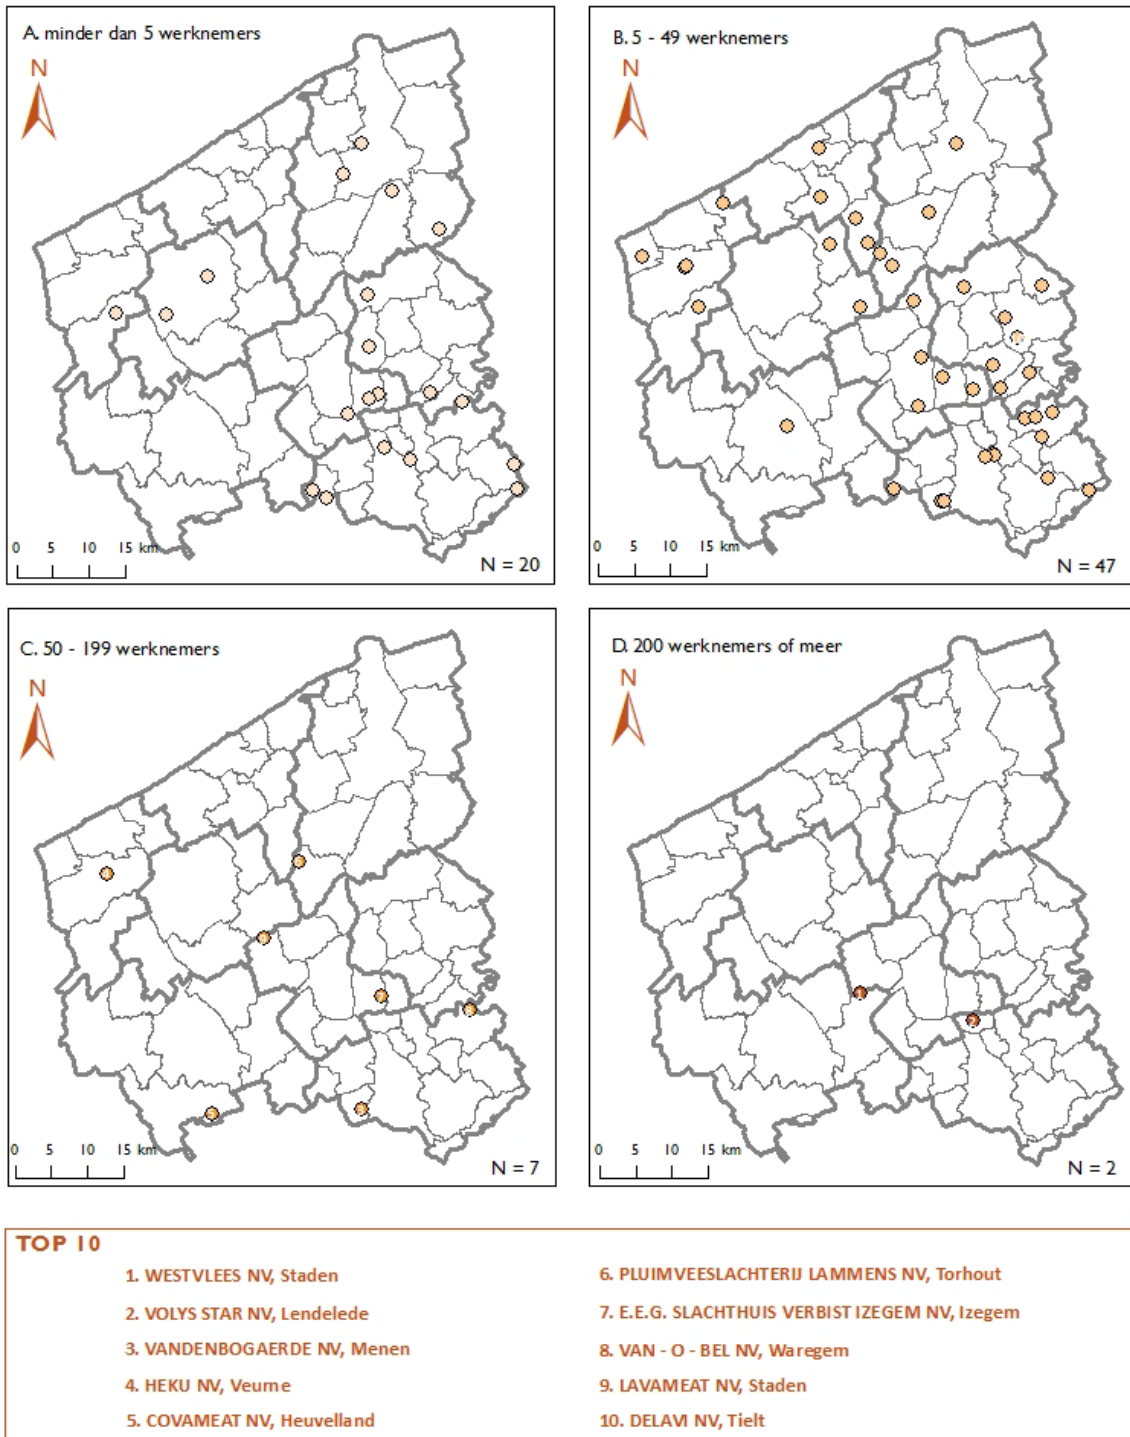 A. minder dan 5 werknemers
N
0 5 10 15 km
N = 20
B. 5 - 49 werknemers
N
0 5 10 15 km
N = 47
C. 50 - 199 werknemers
N
0 5 10 15 km
N = 7
D. 200 werknemers of meer
N
1
2
0 5 10 15 km
N = 2
TOP 10
1. WESTVLEES NV, Staden
2. VOLYS STAR NV, Lendelede
3. VANDENBOGAERDE NV, Menen
4. HEKU NV, Veurne
5. COVAMEAT NV, Heuvelland
6. PLUIMVEESLACHTERIJ LAMMENS NV, Torhout
7. E.E.G. SLACHTHUIS VERBIST IZEGEM NV, Izegem
8. VAN - O - BEL NV, Waregem
9. LAVAMEAT NV, Staden
10. DELAVI NV, Tielt